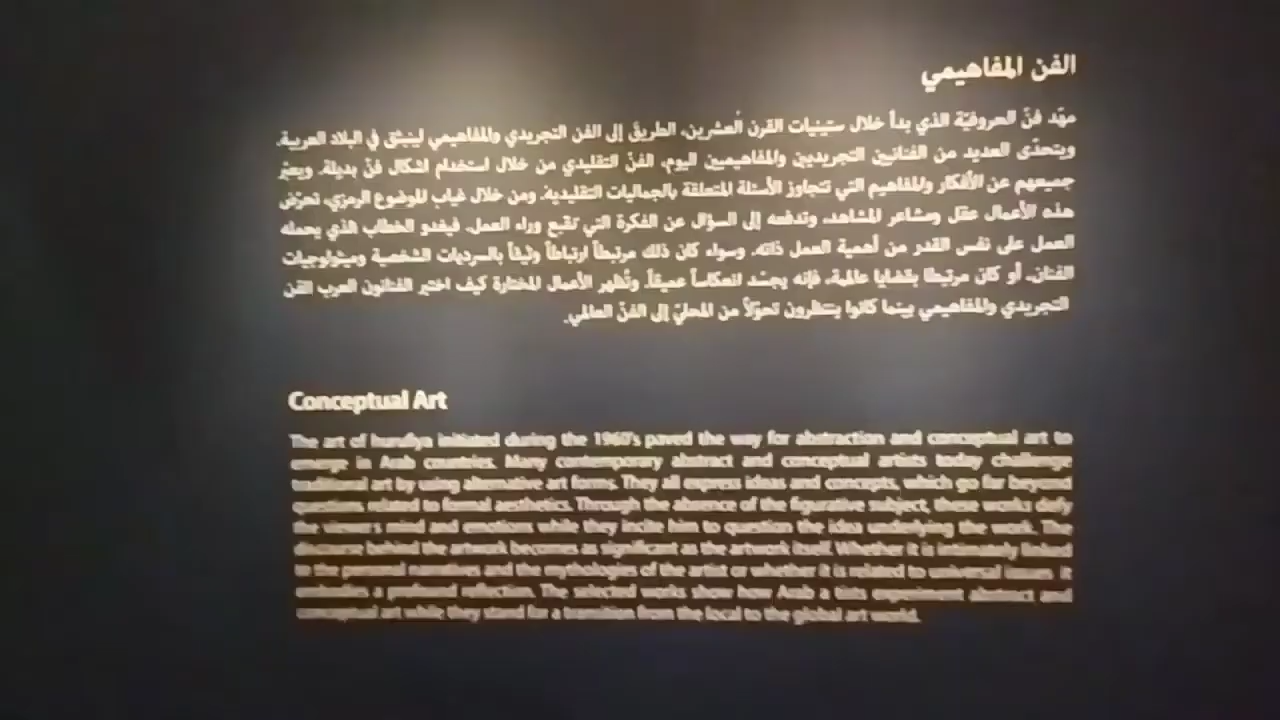 الفن المفاهيمي
مهّد فنّ الحروفيّة الذي بدأ خلال ستينيات القرن العشرين، الطريق إلى الفن التجريدي والمفاهيمي لينبثق في البلاد العربية.
ويتحدّى العديد من الفنانين التجريديين والمفاهيميين اليوم، الفنّ التقليدي من خلال استخدام اشكال فنّ بديلة. ويعبّر
جميعهم عن الأفكار والمفاهيم التي تتجاوز الأسئلة المتعلقة بالجماليات التقليدية. ومن خلال غياب الموضوع الرمزي، تحرّض
هذه الأعمال عقل ومشاعر المشاهد، وتدفعه إلى السؤال عن الفكرة التي تقبع وراء العمل. فيغدو الخطاب الذي يحمله
العمل على نفس القدر من أهمية العمل ذاته. وسواء كان ذلك مرتبطاً ارتباطاً وثيقاً بالسرديات الشخصية وميثولوجيات
الفنان، أو كان مرتبطا بقضايا عالمية، فإنه يجسّد انعكاساً عميقاً. وتُظهر الأعمال المختارة كيف اختبر الفنانون العرب الفن
التجريدي والمفاهيمي بينما كانوا ينتظرون تحوّلاً من المحليّ إلى الفنّ العالمي.
Conceptual Art
The art of hurufiya initiated during the 1960's paved the way for abstraction and conceptual art to
emerge in Arab countries. Many contemporary abstract and conceptual artists today challenge
traditional art by using alternative art forms. They all express ideas and concepts, which go far beyond
questions related to formal aesthetics. Through the absence of the figurative subject, these works defy
the viewer's mind and emotions while they incite him to question the idea underlying the work. The
discourse behind the artwork becomes as significant as the artwork itself. Whether it is intimately linked
to the personal narratives and the mythologies of the artist or whether it is related to universal issues it
a profound reflection. The selected works show how Arab experiment abstract and
conceptual art while they stand for a transition from the local to the global art world.